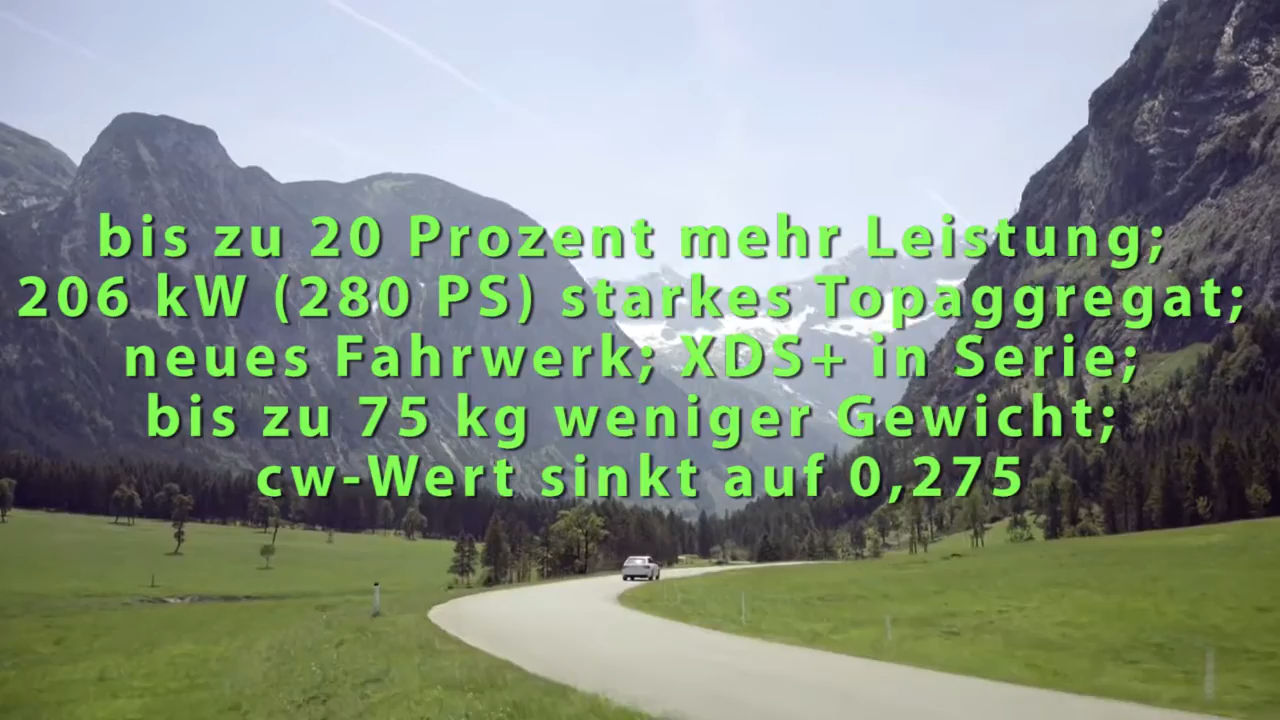 bis zu 20 Prozent mehr Leistung;
206 kW (280 PS) starkes Topaggregat;
neues Fahrwerk; XDS+ in Serie;
bis zu 75 kg weniger Gewicht;
cw-Wert sinkt auf 0,275